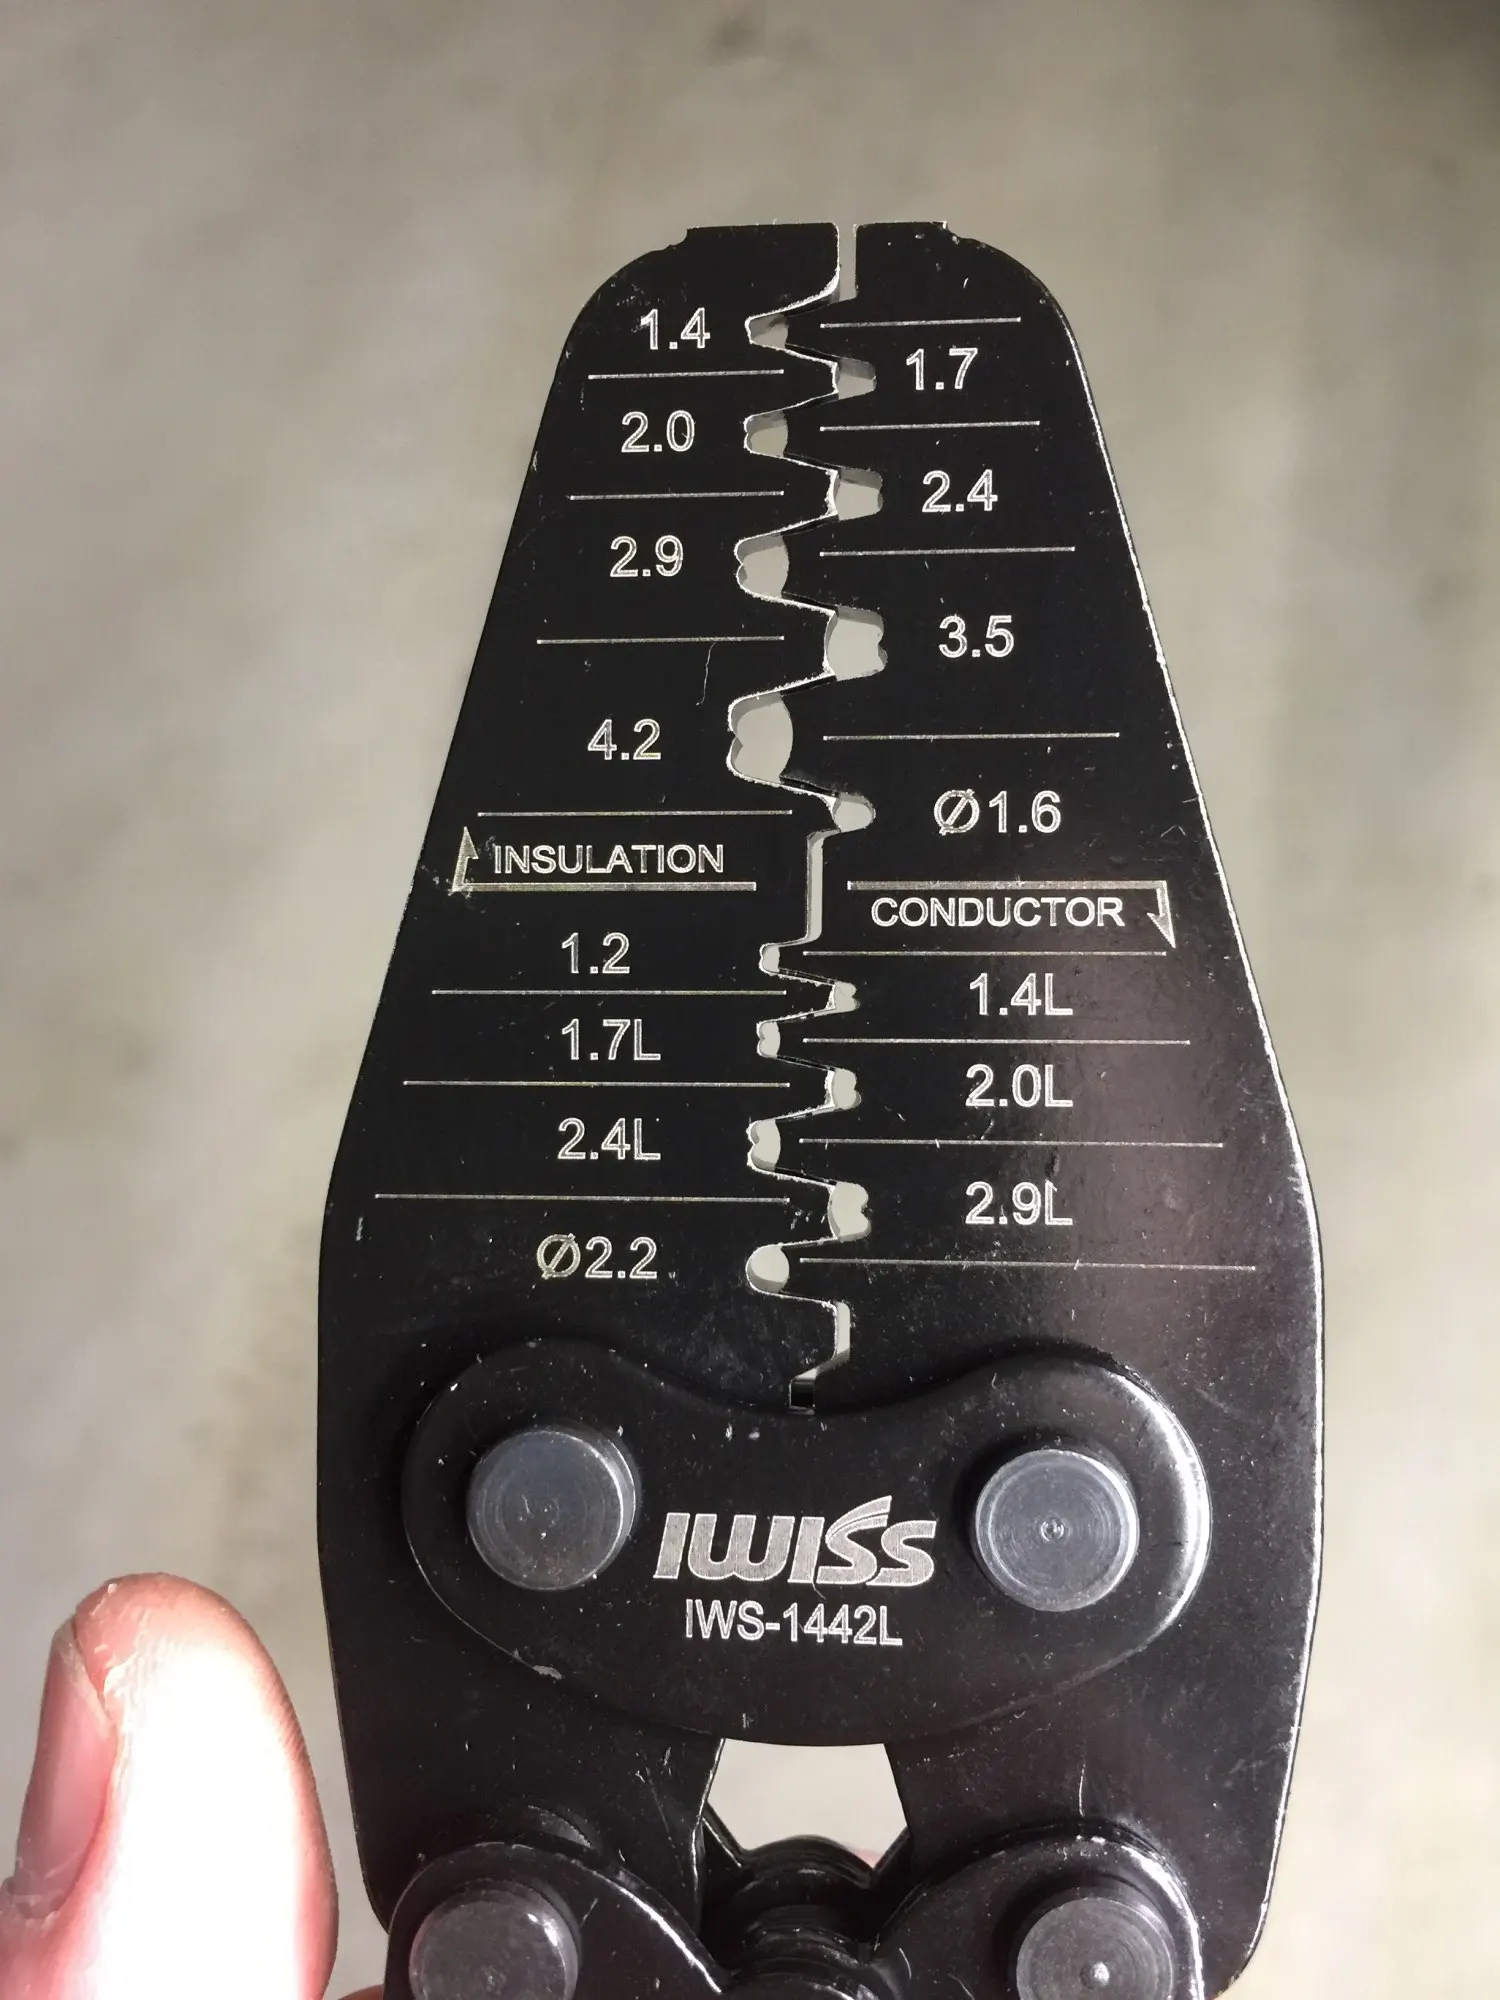 1.4
1.7
2.0
2.4
2.9
3.5
4.2
Ø1.6
INSULATION
CONDUCTOR
1.2
1.4L
1.7L
2.0L
2.4L
2.9L
Ø2.2
IWISS
IWS-1442L